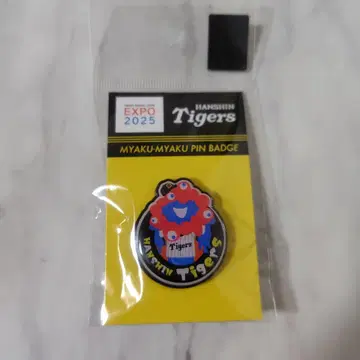 EXPO
2025
HANSHIN
Tigers
MYAKU-MYAKU PIN BADGE
Tigers
HANSHIN Tigers